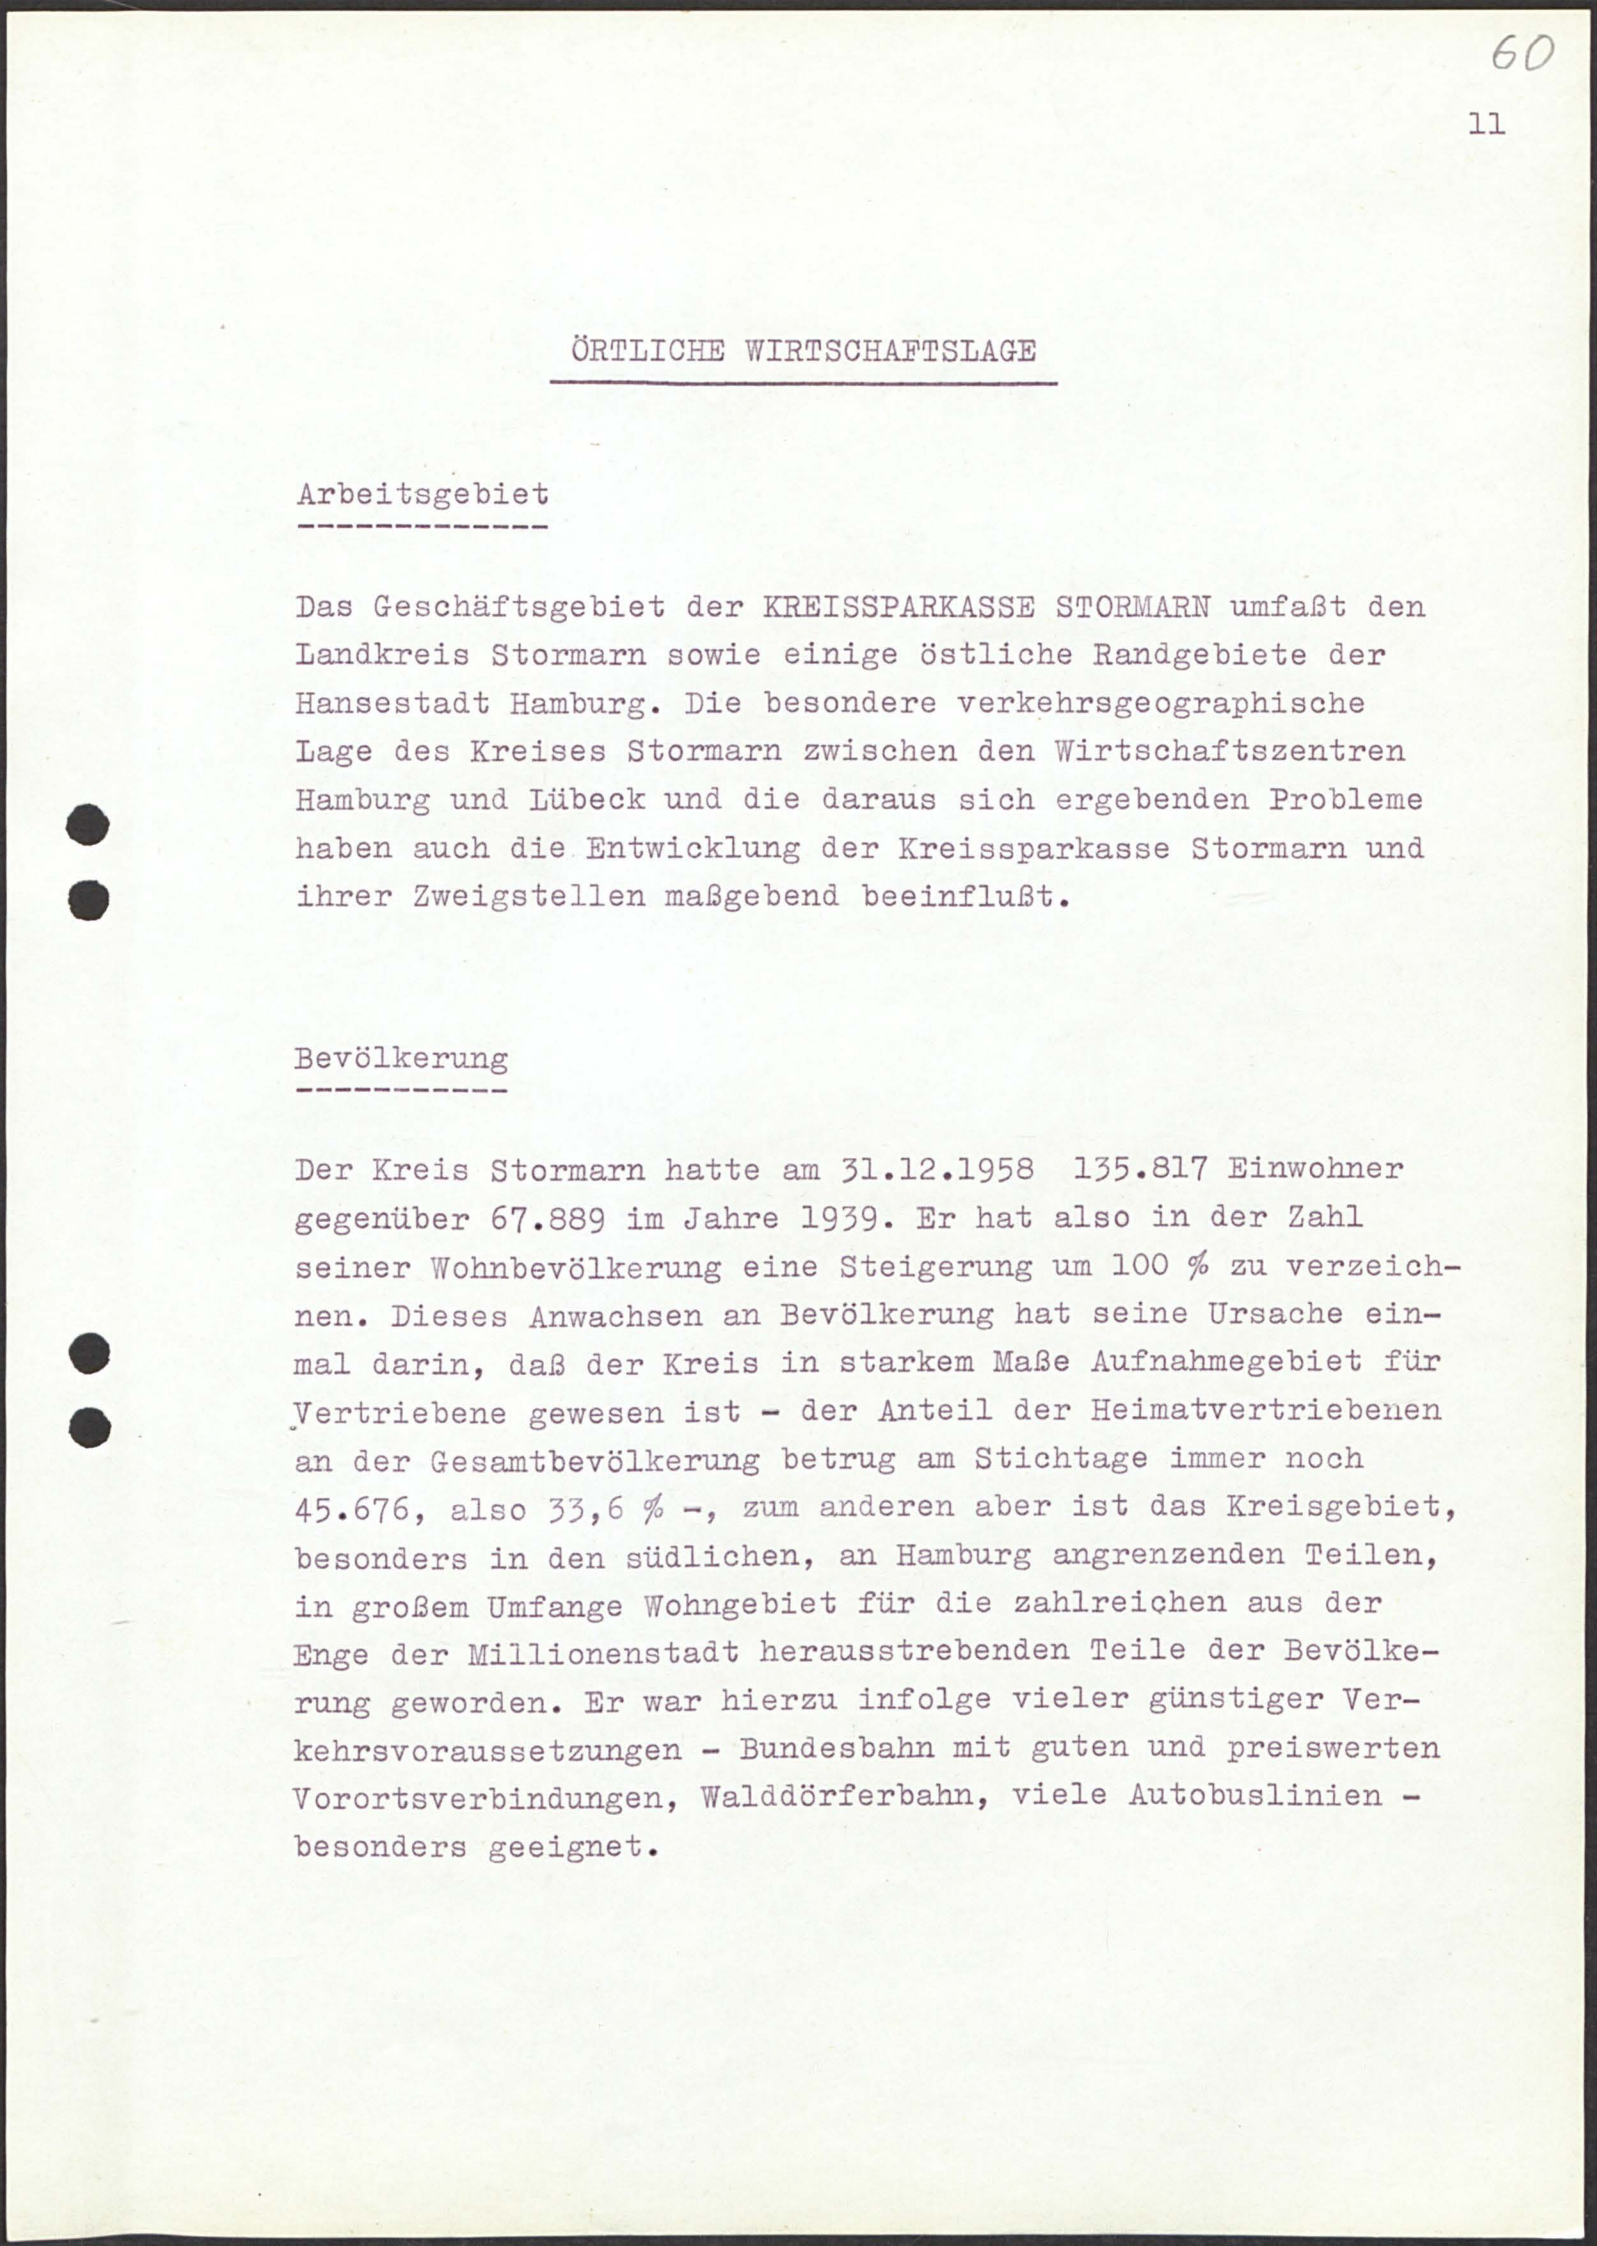 60
11
ÖRTLICHE WIRTSCHAFTSLAGE
Arbeitsgebiet
Das Geschäftsgebiet der KREISSPARKASSE STORMARN umfaßt den
Landkreis Stormarn sowie einige östliche Randgebiete der
Hansestadt Hamburg. Die besondere verkehrsgeographische
Lage des Kreises Stormarn zwischen den Wirtschaftszentren
Hamburg und Lübeck und die daraus sich ergebenden Probleme
haben auch die Entwicklung der Kreissparkasse Stormarn und
ihrer Zweigstellen maßgebend beeinflußt.
Bevölkerung
Der Kreis Stormarn hatte am 31.12.1958  135.817 Einwohner
gegenüber 67.889 im Jahre 1939. Er hat also in der Zahl
seiner Wohnbevölkerung eine Steigerung um 100 % zu verzeich-
nen. Dieses Anwachsen an Bevölkerung hat seine Ursache ein-
mal darin, daß der Kreis in starkem Maße Aufnahmegebiet für
Vertriebene gewesen ist - der Anteil der Heimatvertriebenen
an der Gesamtbevölkerung betrug am Stichtage immer noch
45.676, also 33,6 % -, zum anderen aber ist das Kreisgebiet,
besonders in den südlichen, an Hamburg angrenzenden Teilen,
in großem Umfange Wohngebiet für die zahlreichen aus der
Enge der Millionenstadt herausstrebenden Teile der Bevölke-
rung geworden. Er war hierzu infolge vieler günstiger Ver-
kehrsvoraussetzungen - Bundesbahn mit guten und preiswerten
Vorortsverbindungen, Walddörferbahn, viele Autobuslinien -
besonders geeignet.